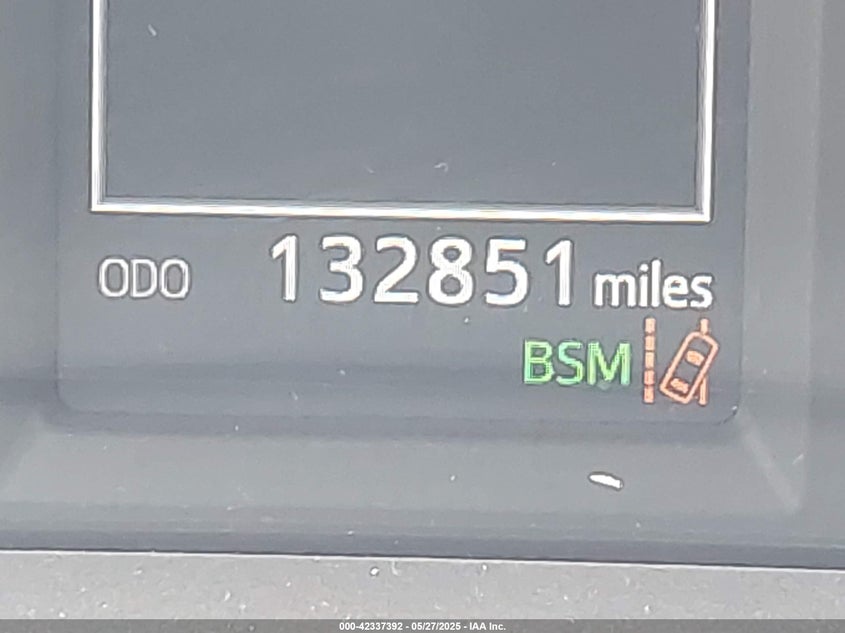 ODO 132851 miles
BSM
000-42337392 - 05/27/2025 - IAA Inc.